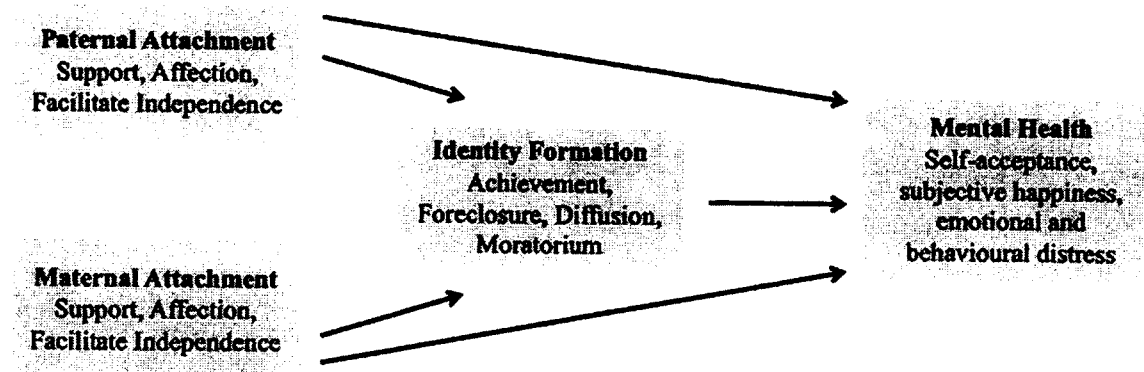 Paternal Attachment
Support, Affection,
Facilitate Independence
Identity Formation
Achievement,
Foreclosure, Diffusion,
Moratorium
Mental Health
Self-acceptance,
subjective happiness,
emotional and
behavioural distress
Maternal Attachment
Support, Affection,
Facilitate Independence